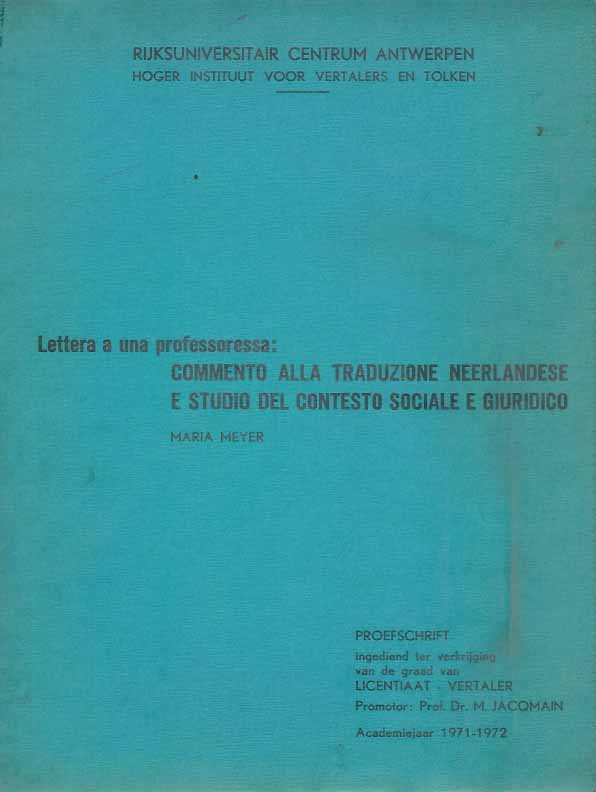 RIJKSUNIVERSITAIR CENTRUM ANTWERPEN
HOGER INSTITUUT VOOR VERTALERS EN TOLKEN
Lettera a una professoressa:
COMMENTO ALLA TRADUZIONE NEERLANDESE
E STUDIO DEL CONTESTO SOCIALE E GIURIDICO
MARIA MEYER
PROEFSCHRIFT
ingediend ter verkrijging
van de graad van
LICENTIAAT - VERTALER
Promotor: Prof. Dr. M. JACQMAIN
Academiejaar 1971-1972